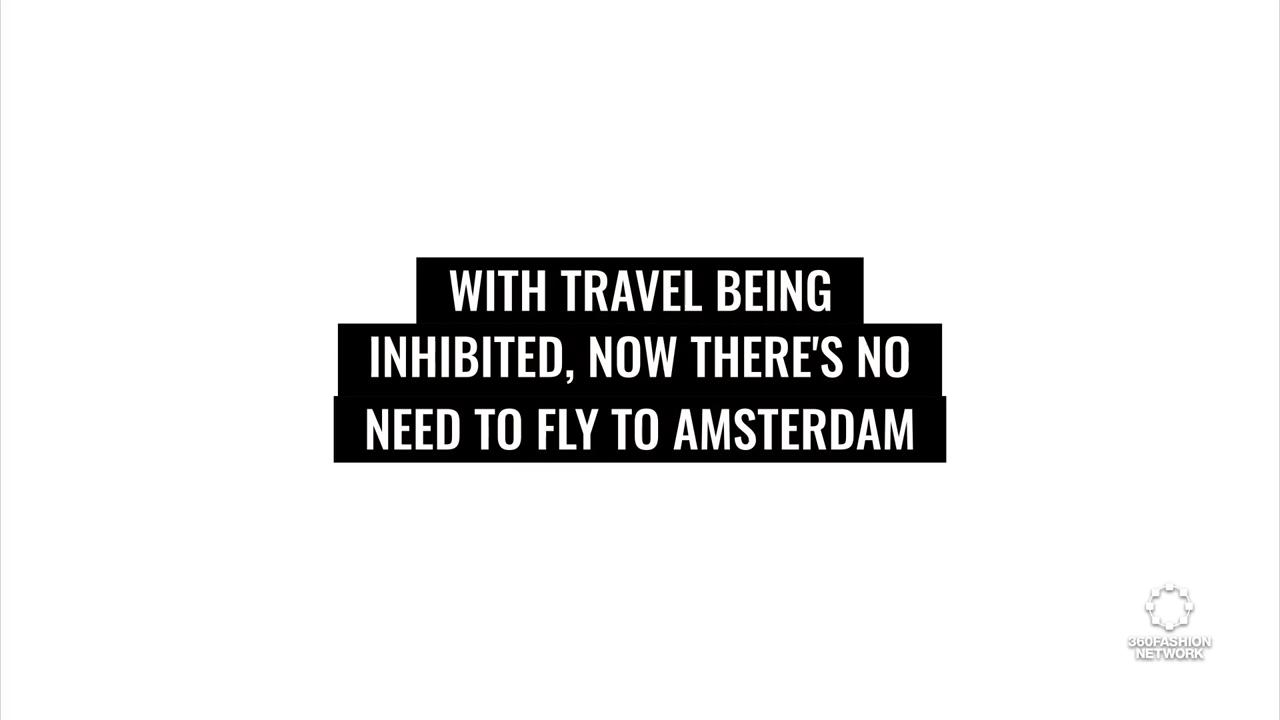 WITH TRAVEL BEING
INHIBITED, NOW THERE'S NO
NEED TO FLY TO AMSTERDAM
360FASHION
NETWORK